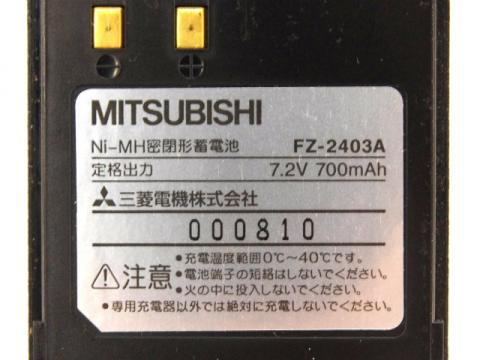 MITSUBISHI
Ni-MH密閉形蓄電池 FZ-2403A
定格出力 7.2V 700mAh
三菱電機株式会社
000810
注意
•充電温度範囲0℃~40℃です。
•電池端子の短絡はしないでください。
•火の中に投入しないでください。
•専用充電器以外では絶対に充電しないでください。